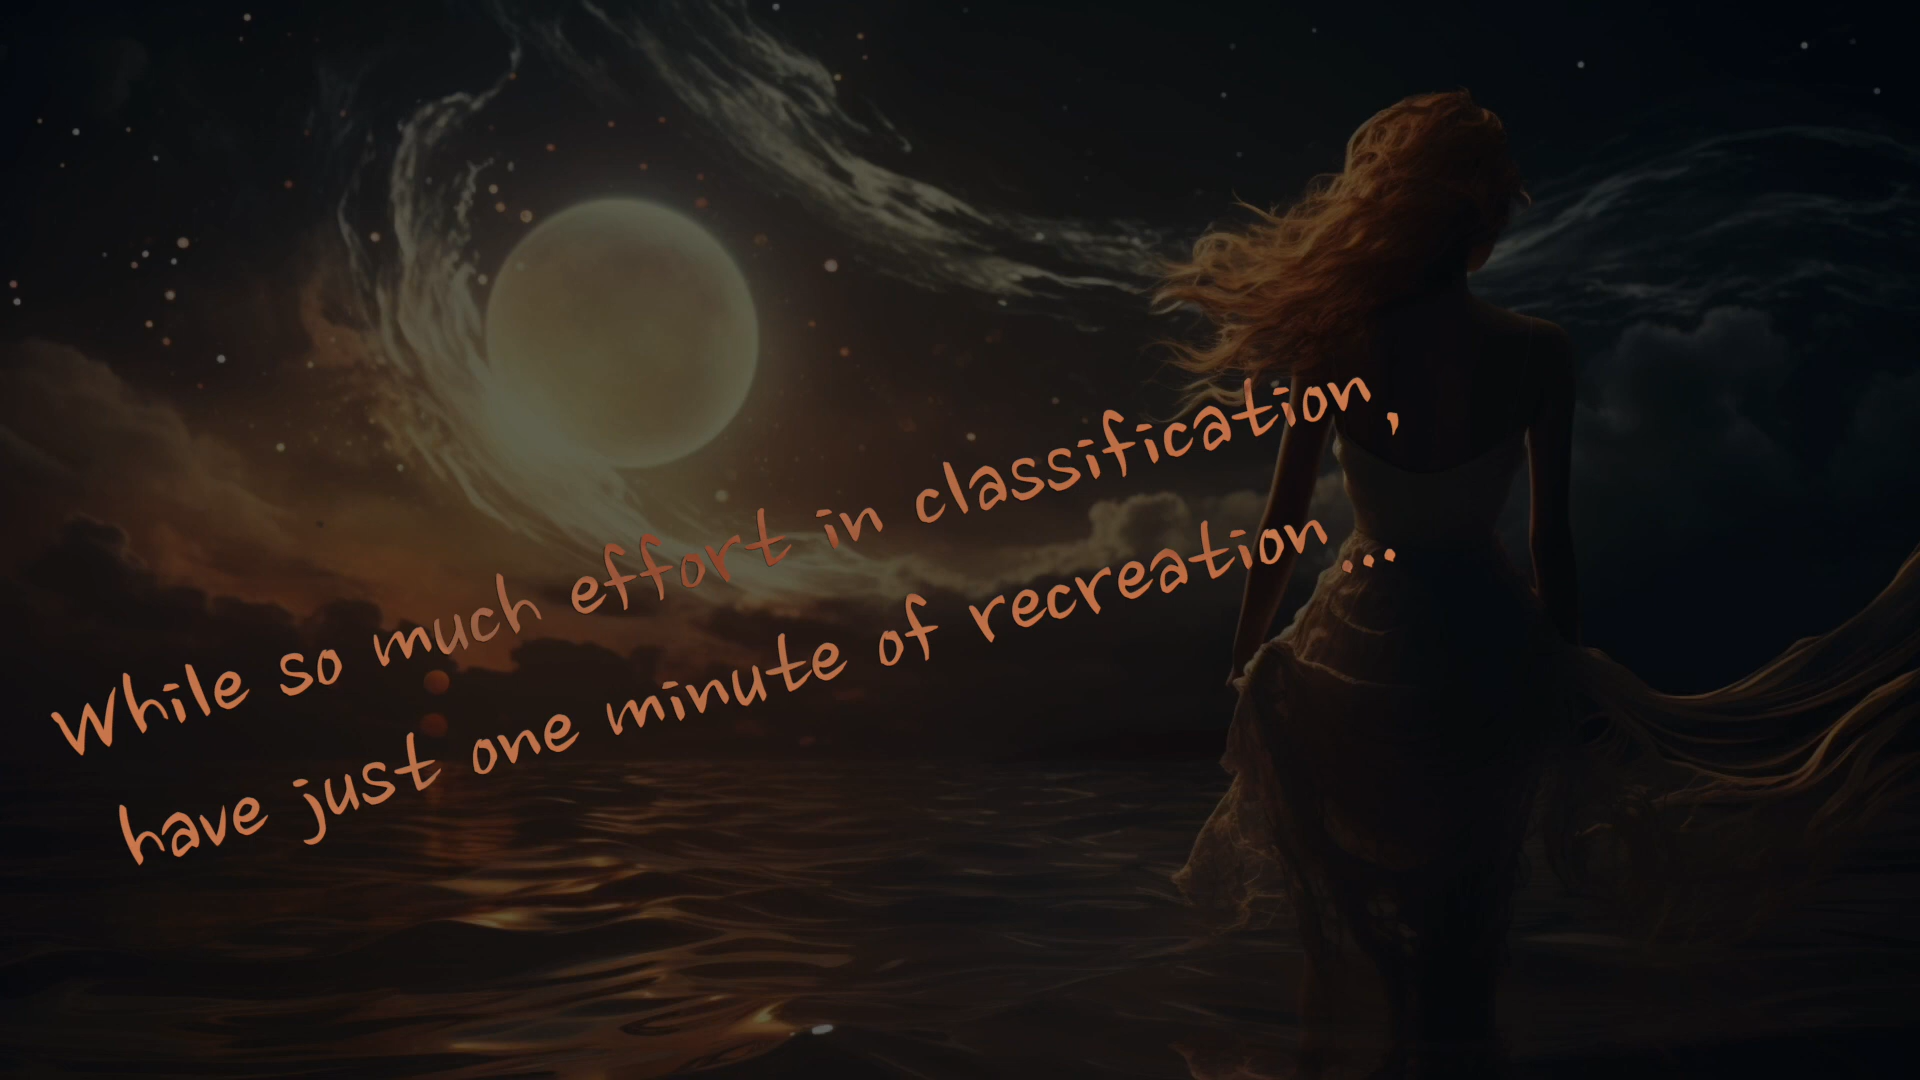 While so much effort in classification,
have just one minute of recreation ...